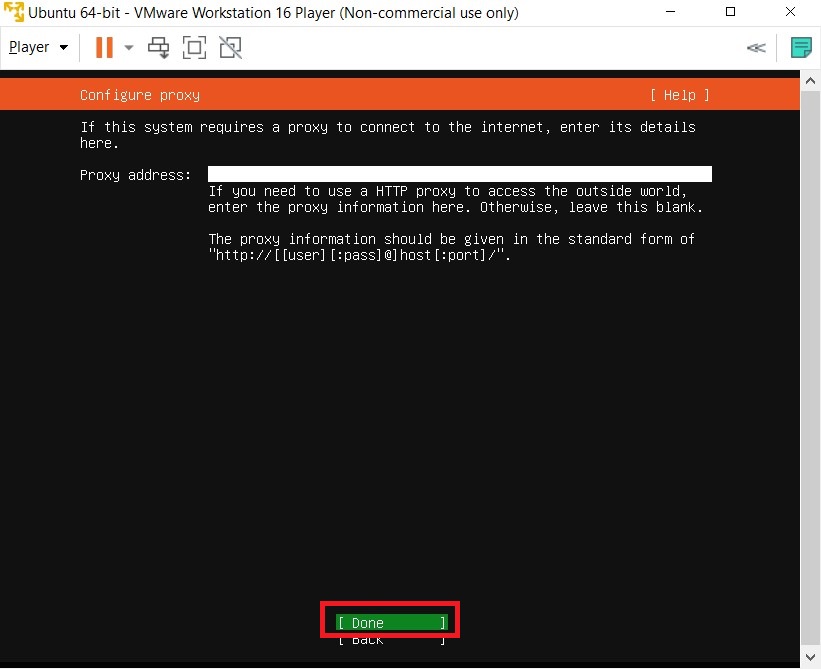 Ubuntu 64-bit - VMware Workstation 16 Player (Non-commercial use only)
Player
Configure proxy [ Help ]
If this system requires a proxy to connect to the internet, enter its details
here.
Proxy address:
If you need to use a HTTP proxy to access the outside world,
enter the proxy information here. Otherwise, leave this blank.
The proxy information should be given in the standard form of
"http://[[user][:pass]@]host[:port]/".
[ Done ]
[ Back ]